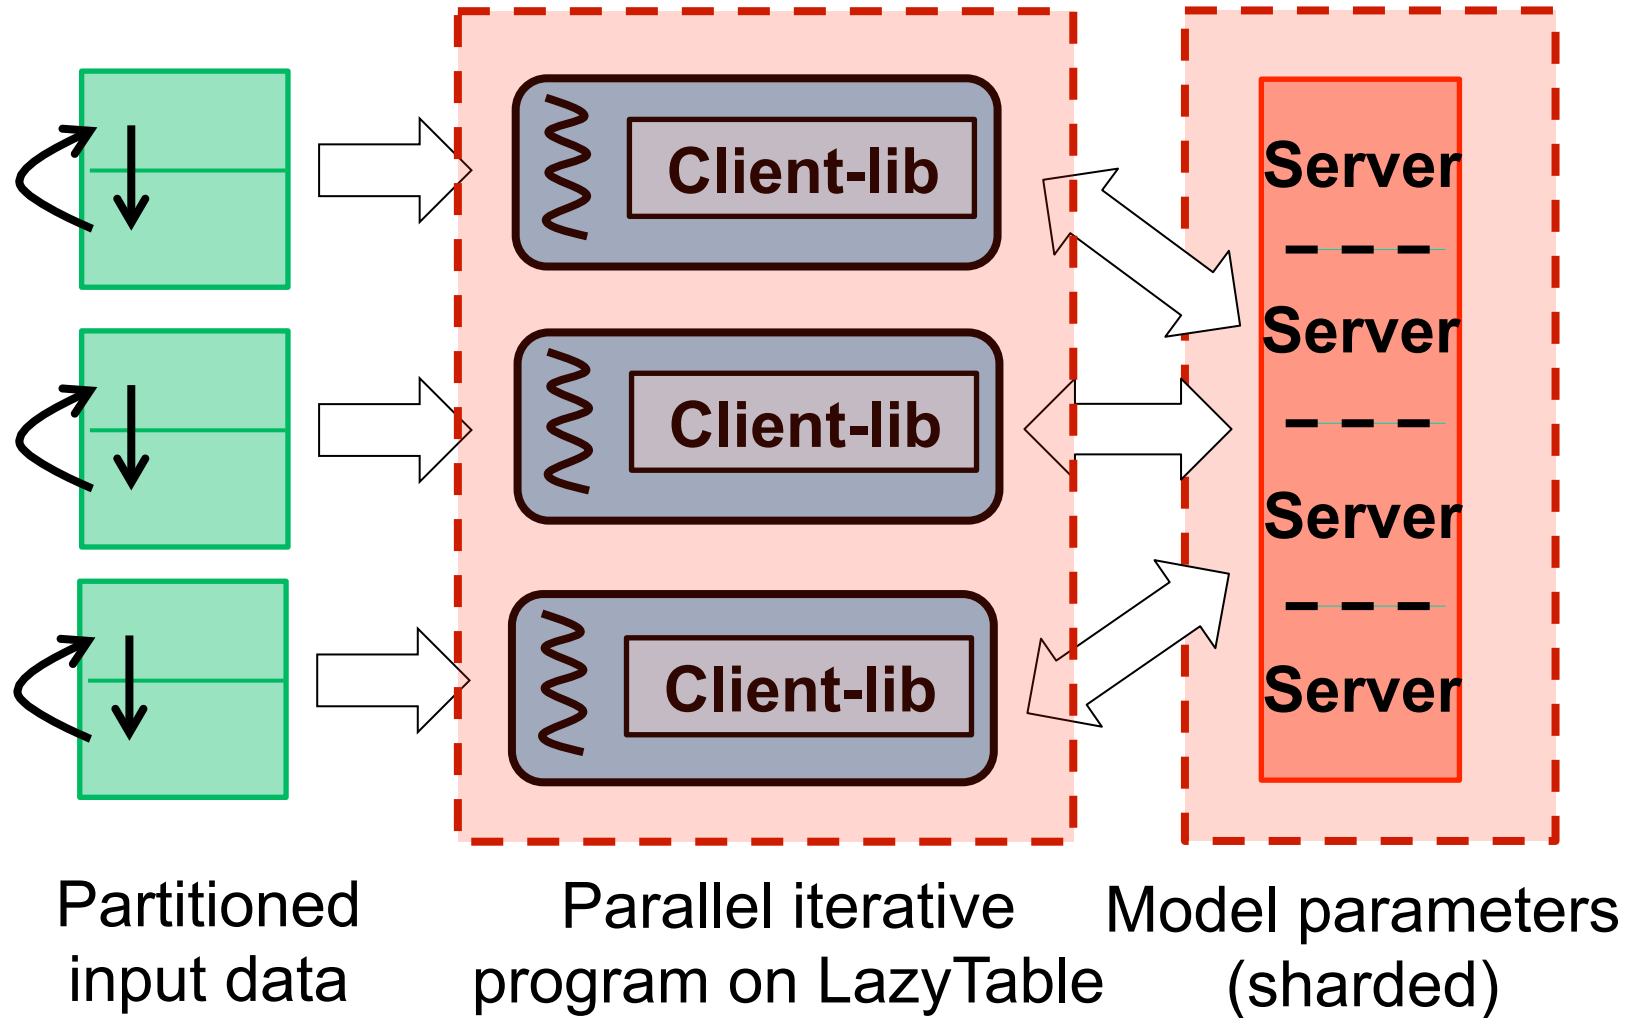 Client-lib
Client-lib
Client-lib
Server
Server
Server
Server
Partitioned
input data
Parallel iterative
program on LazyTable
Model parameters
(sharded)